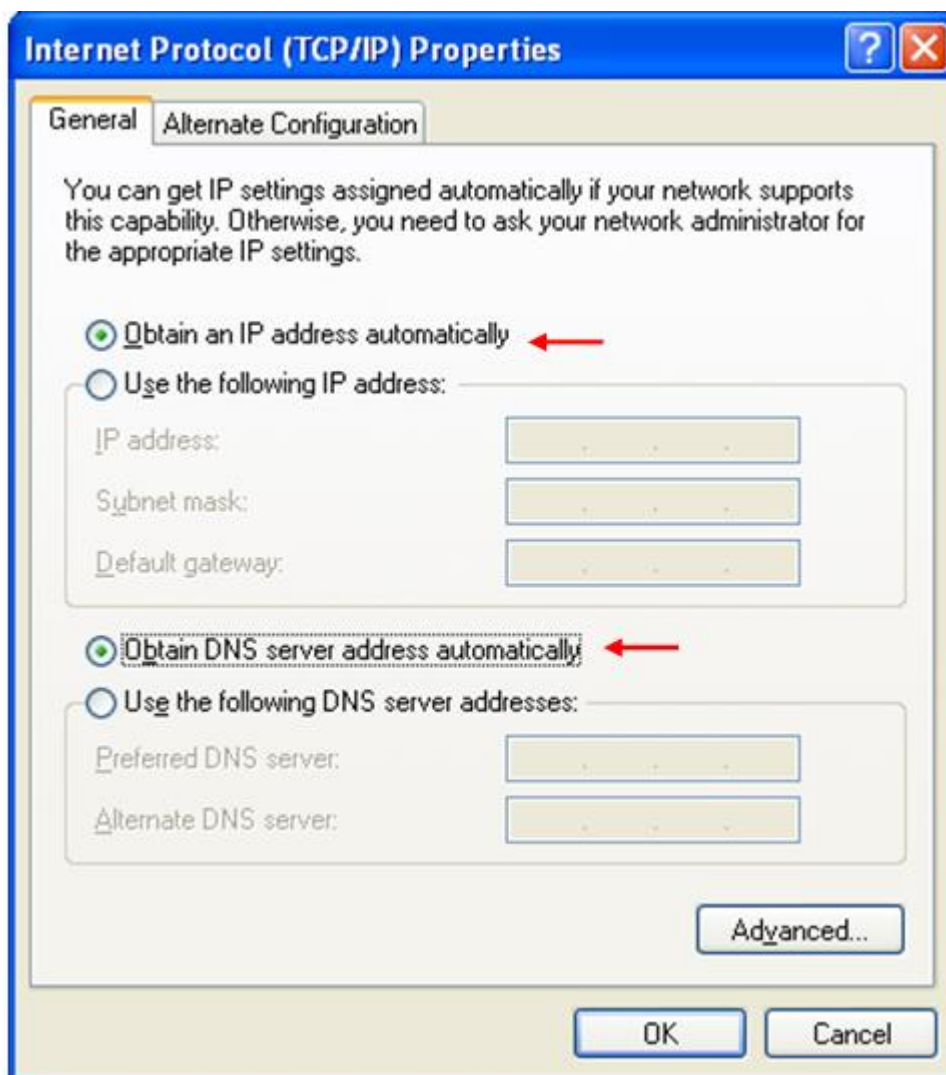 Internet Protocol (TCP/IP) Properties
General
Alternate Configuration
You can get IP settings assigned automatically if your network supports
this capability. Otherwise, you need to ask your network administrator for
the appropriate IP settings.
Obtain an IP address automatically
Use the following IP address:
IP address:
Subnet mask:
Default gateway:
Obtain DNS server address automatically
Use the following DNS server addresses:
Preferred DNS server:
Alternate DNS server:
Advanced...
OK
Cancel